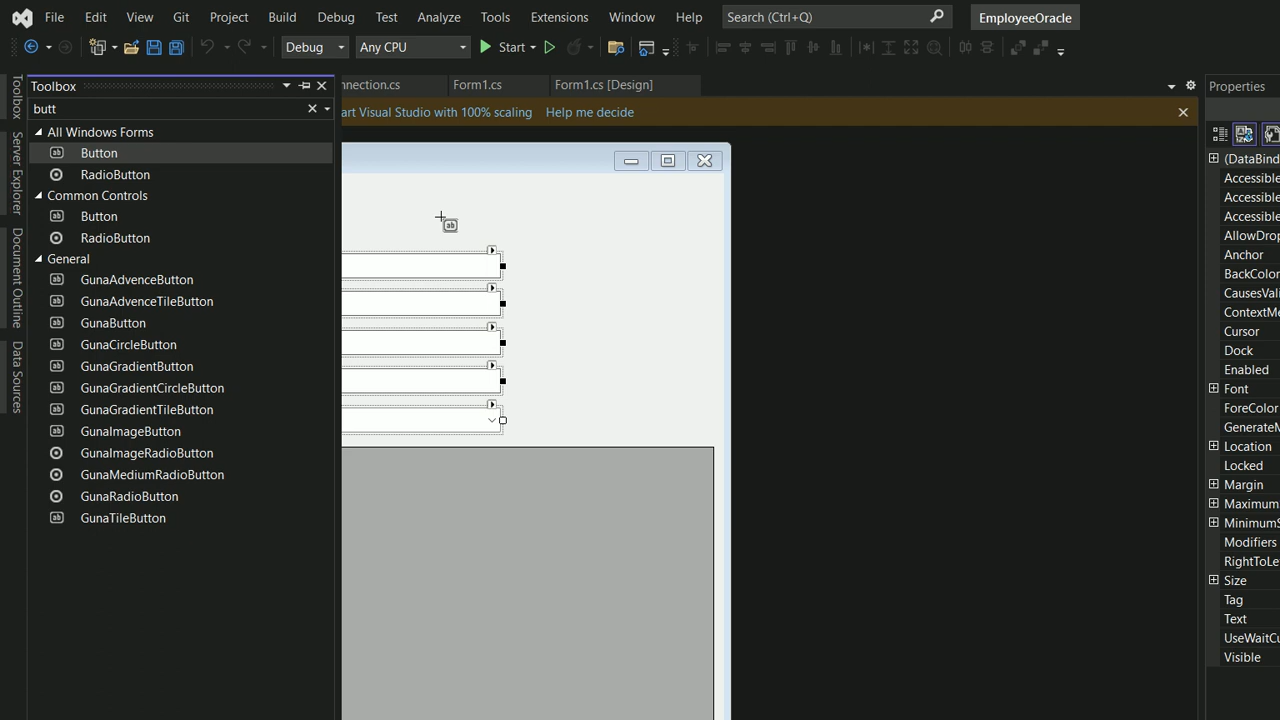 File Edit View Git Project Build Debug Test Analyze Tools Extensions Window Help Search (Ctrl+Q) EmployeeOracle
Debug Any CPU Start
Toolbox
Server Explorer
Document Outline
Data Sources
Toolbox
butt
All Windows Forms
Button
RadioButton
Common Controls
Button
RadioButton
General
GunaAdvenceButton
GunaAdvenceTileButton
GunaButton
GunaCircleButton
GunaGradientButton
GunaGradientCircleButton
GunaGradientTileButton
GunaImageButton
GunaImageRadioButton
GunaMediumRadioButton
GunaRadioButton
GunaTileButton
nnection.cs Form1.cs Form1.cs [Design]
art Visual Studio with 100% scaling Help me decide
Properties
(DataBind
Accessible
Accessible
Accessible
AllowDrop
Anchor
BackColor
CausesVali
ContextMe
Cursor
Dock
Enabled
Font
ForeColor
GenerateM
Location
Locked
Margin
Maximum
MinimumS
Modifiers
RightToLe
Size
Tag
Text
UseWaitCu
Visible